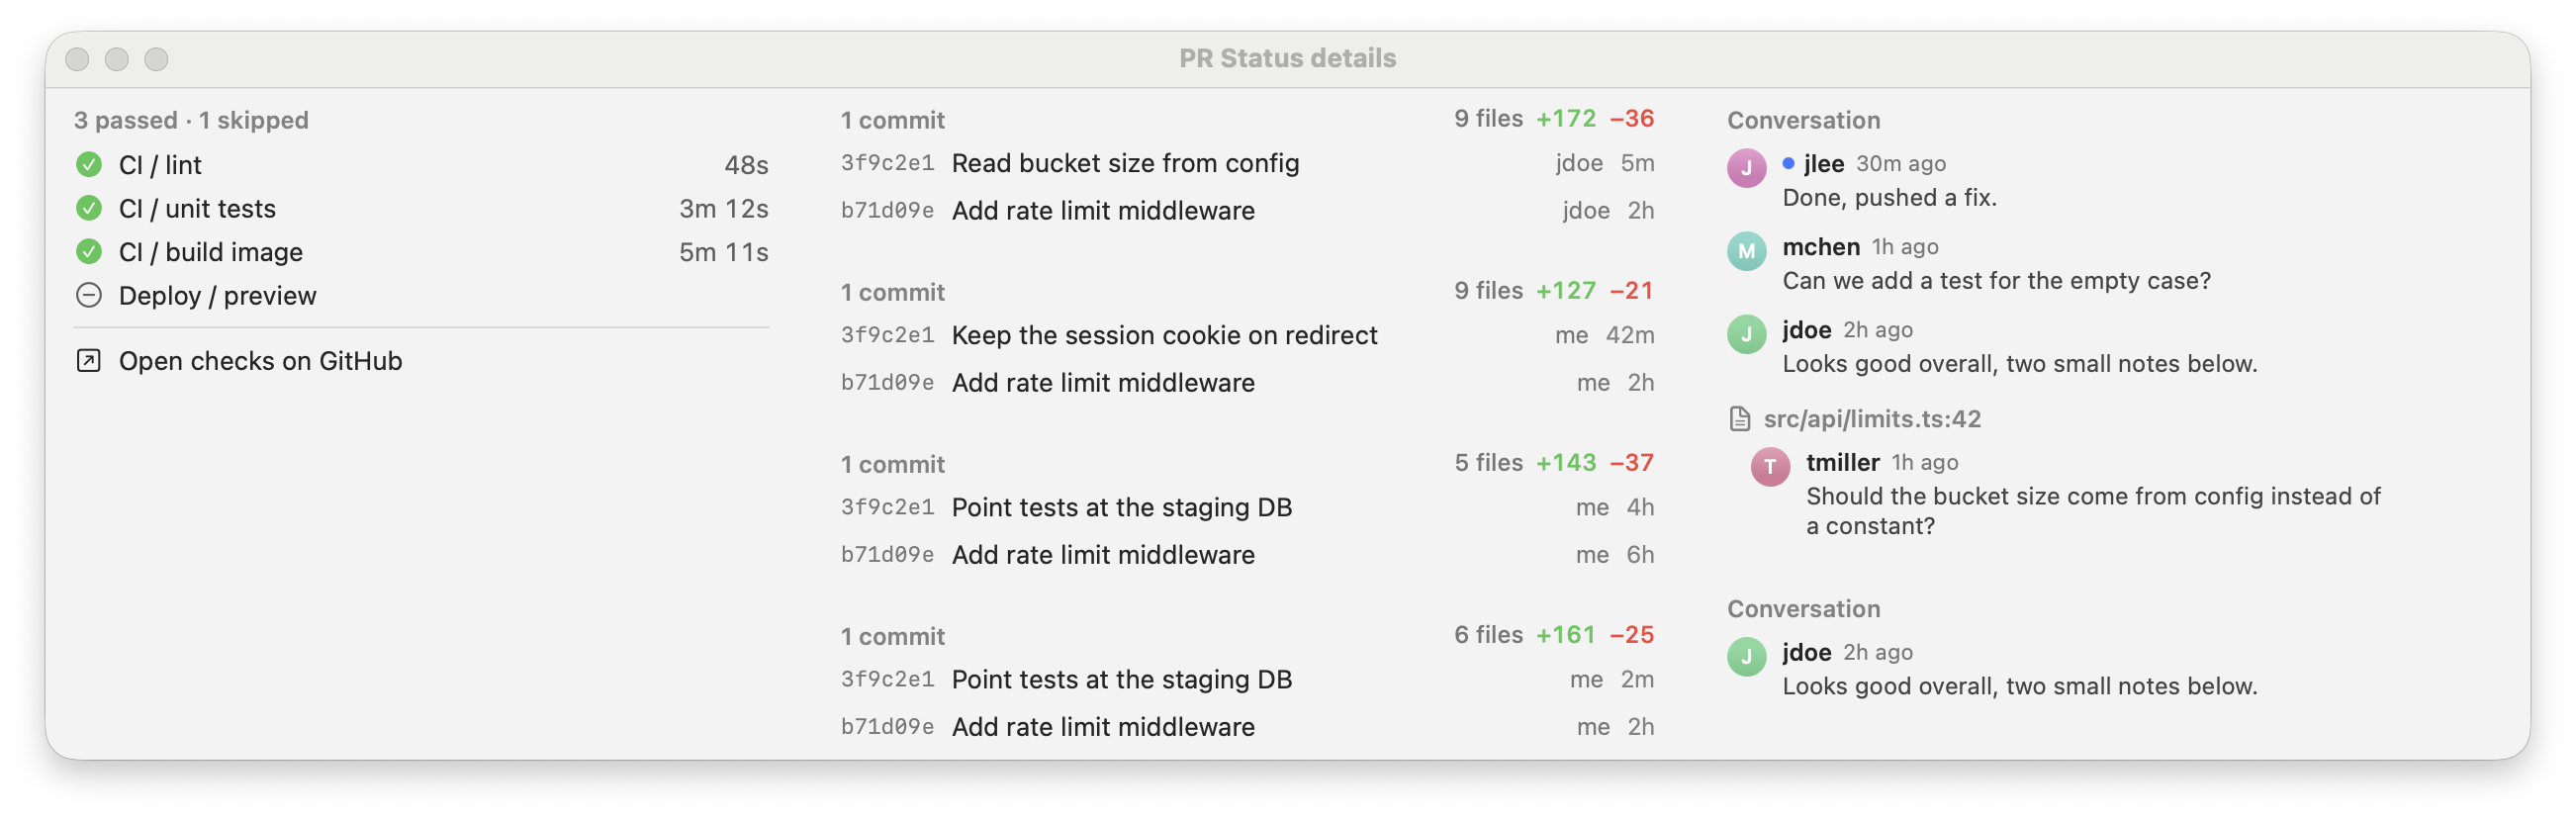 PR Status details
3 passed · 1 skipped
CI / lint 48s
CI / unit tests 3m 12s
CI / build image 5m 11s
Deploy / preview
Open checks on GitHub
1 commit 9 files +172 −36
3f9c2e1 Read bucket size from config jdoe 5m
b71d09e Add rate limit middleware jdoe 2h
1 commit 9 files +127 −21
3f9c2e1 Keep the session cookie on redirect me 42m
b71d09e Add rate limit middleware me 2h
1 commit 5 files +143 −37
3f9c2e1 Point tests at the staging DB me 4h
b71d09e Add rate limit middleware me 6h
1 commit 6 files +161 −25
3f9c2e1 Point tests at the staging DB me 2m
b71d09e Add rate limit middleware me 2h
Conversation
J jlee 30m ago
Done, pushed a fix.
M mchen 1h ago
Can we add a test for the empty case?
J jdoe 2h ago
Looks good overall, two small notes below.
src/api/limits.ts:42
T tmiller 1h ago
Should the bucket size come from config instead of
a constant?
Conversation
J jdoe 2h ago
Looks good overall, two small notes below.